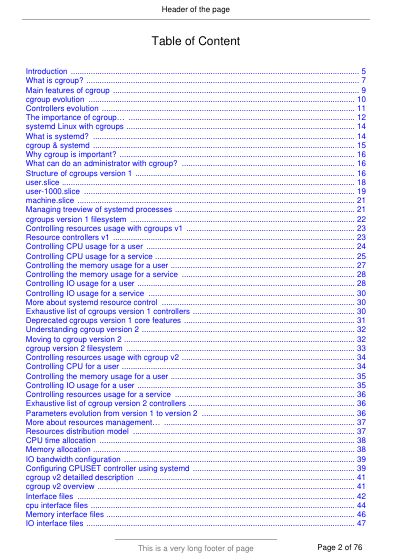 Header of the page
Table of Content
Introduction 5
What is cgroup? 7
Main features of cgroup 9
cgroup evolution 10
Controllers evolution 11
The importance of cgroup… 12
systemd Linux with cgroups 14
What is systemd? 14
cgroup & systemd 15
Why cgroup is important? 16
What can do an administrator with cgroup? 16
Structure of cgroups version 1 16
user.slice 18
user-1000.slice 19
machine.slice 21
Managing treeview of systemd processes 21
cgroups version 1 filesystem 22
Controlling resources usage with cgroups v1 23
Resource controllers v1 23
Controlling CPU usage for a user 24
Controlling CPU usage for a service 25
Controlling the memory usage for a user 27
Controlling the memory usage for a service 28
Controlling IO usage for a user 28
Controlling IO usage for a service 30
More about systemd resource control 30
Exhaustive list of cgroups version 1 controllers 30
Deprecated cgroups version 1 core features 31
Understanding cgroup version 2 32
Moving to cgroup version 2 32
cgroup version 2 filesystem 33
Controlling resources usage with cgroup v2 34
Controlling CPU for a user 34
Controlling the memory usage for a user 35
Controlling IO usage for a user 35
Controlling resources usage for a service 36
Exhaustive list of cgroup version 2 controllers 36
Parameters evolution from version 1 to version 2 36
More about resources management… 37
Resources distribution model 37
CPU time allocation 38
Memory allocation 38
IO bandwidth configuration 39
Configuring CPUSET controller using systemd 39
cgroup v2 detailled description 41
cgroup v2 overview 41
Interface files 42
cpu interface files 44
Memory interface files 46
IO interface files 47
This is a very long footer of page
Page 2 of 76